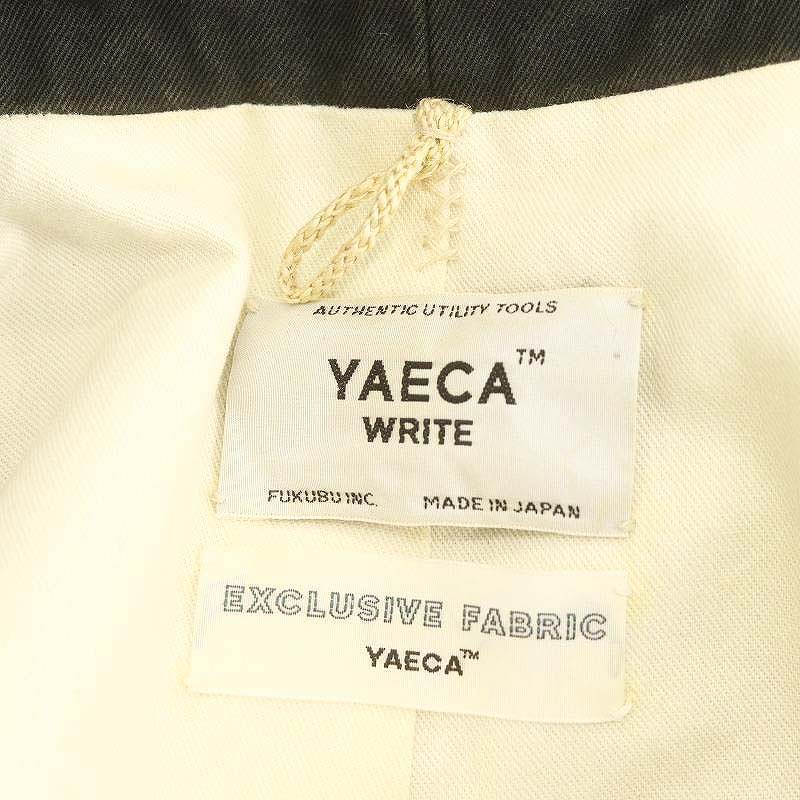 AUTHENTIC UTILITY TOOLS
YAECA™
WRITE
FUKUBU INC. MADE IN JAPAN
EXCLUSIVE FABRIC
YAECA™